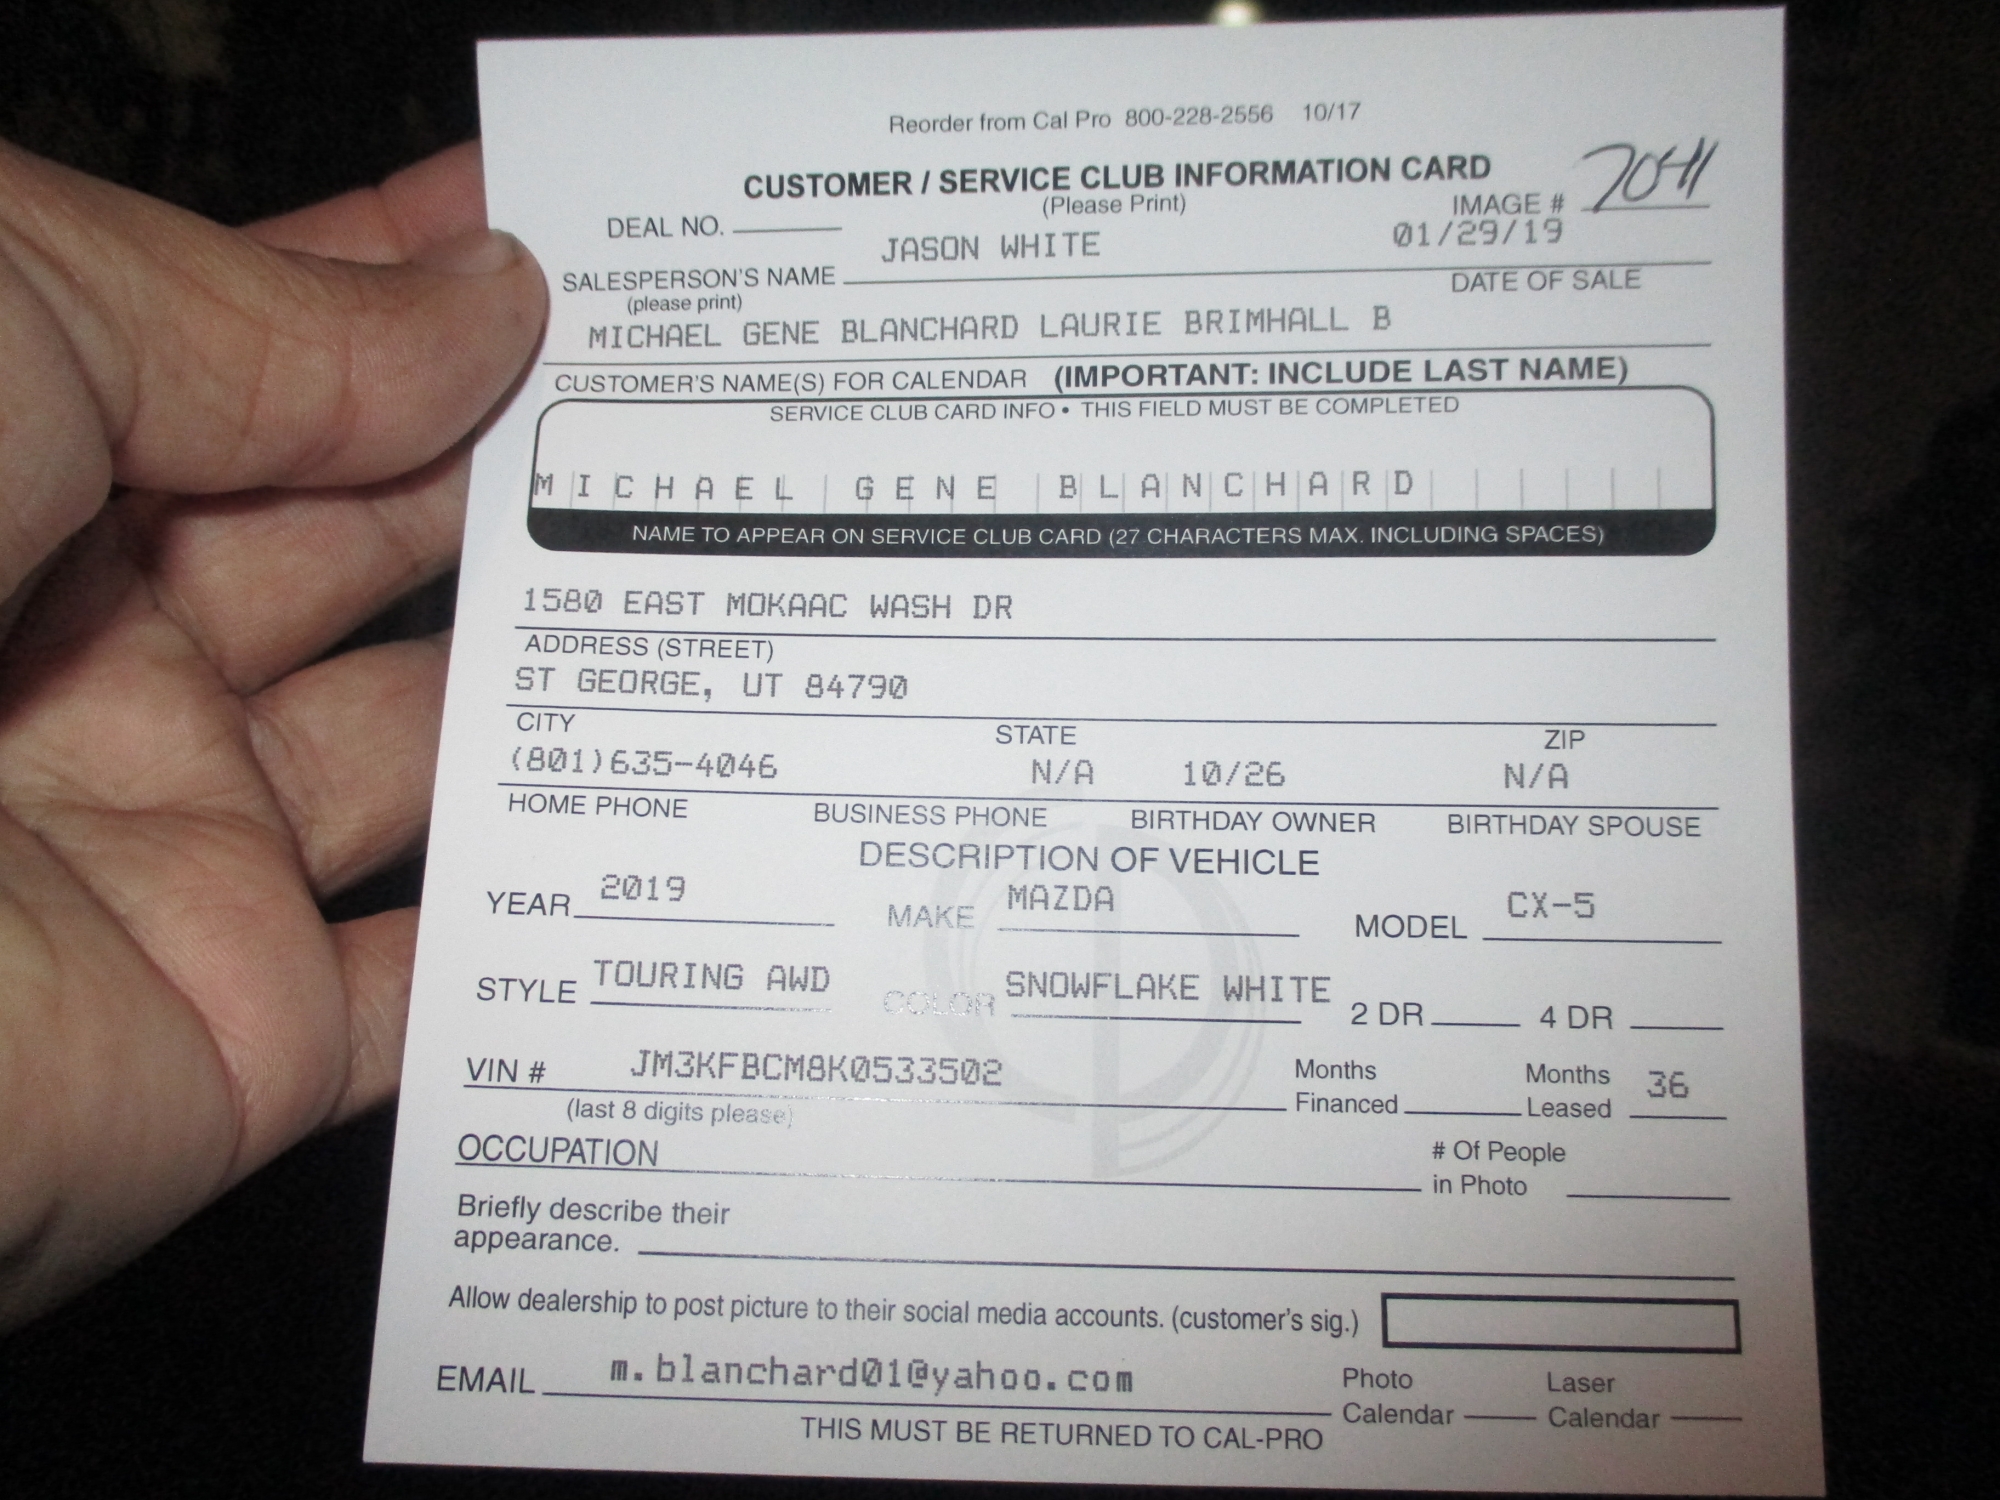 Reorder from Cal Pro 800-228-2556 10/17
CUSTOMER / SERVICE CLUB INFORMATION CARD
(Please Print)
IMAGE # 7041
DEAL NO.
JASON WHITE 01/29/19
SALESPERSON'S NAME DATE OF SALE
(please print)
MICHAEL GENE BLANCHARD LAURIE BRIMHALL B
CUSTOMER'S NAME(S) FOR CALENDAR (IMPORTANT: INCLUDE LAST NAME)
SERVICE CLUB CARD INFO • THIS FIELD MUST BE COMPLETED
MICHAEL GENE BLANCHARD
NAME TO APPEAR ON SERVICE CLUB CARD (27 CHARACTERS MAX. INCLUDING SPACES)
1580 EAST MOKAAC WASH DR
ADDRESS (STREET)
ST GEORGE, UT 84790
CITY STATE ZIP
(801)635-4046 N/A 10/26 N/A
HOME PHONE BUSINESS PHONE BIRTHDAY OWNER BIRTHDAY SPOUSE
DESCRIPTION OF VEHICLE
YEAR 2019 MAKE MAZDA MODEL CX-5
STYLE TOURING AWD COLOR SNOWFLAKE WHITE 2 DR 4 DR
VIN # JM3KFBCM8K0533502 Months Financed Months Leased 36
(last 8 digits please)
OCCUPATION # Of People in Photo
Briefly describe their
appearance.
Allow dealership to post picture to their social media accounts. (customer's sig.)
EMAIL m.blanchard01@yahoo.com Photo Calendar Laser Calendar
THIS MUST BE RETURNED TO CAL-PRO